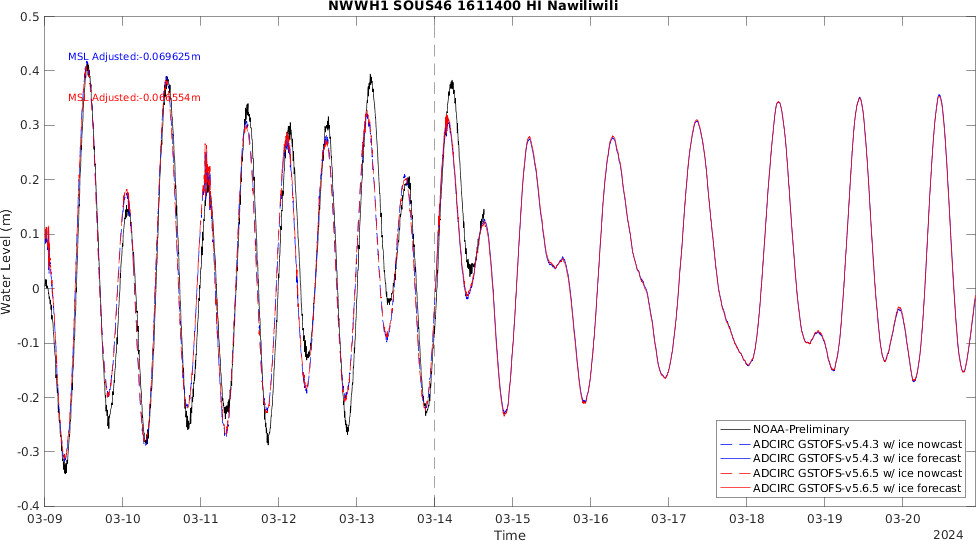 NWWH1 SOUS46 1611400 HI Nawiliwili
0.5
0.4
0.3
0.2
0.1
0
-0.1
-0.2
-0.3
-0.4
Water Level (m)
MSL Adjusted:-0.069625m
MSL Adjusted:-0.066554m
NOAA-Preliminary
ADCIRC GSTOFS-v5.4.3 w/ ice nowcast
ADCIRC GSTOFS-v5.4.3 w/ ice forecast
ADCIRC GSTOFS-v5.6.5 w/ ice nowcast
ADCIRC GSTOFS-v5.6.5 w/ ice forecast
03-09 03-10 03-11 03-12 03-13 03-14 03-15 03-16 03-17 03-18 03-19 03-20
Time
2024